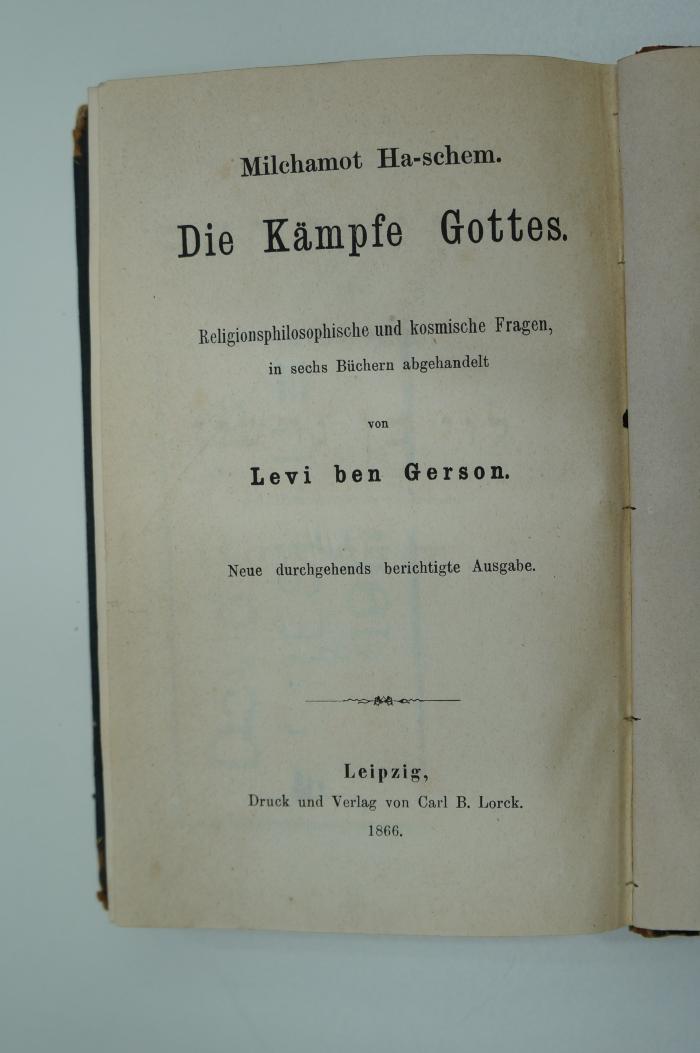 Milchamot Ha-schem.
Die Kämpfe Gottes.
Religionsphilosophische und kosmische Fragen,
in sechs Büchern abgehandelt
von
Levi ben Gerson.
Neue durchgehends berichtigte Ausgabe.
Leipzig,
Druck und Verlag von Carl B. Lorck.
1866.